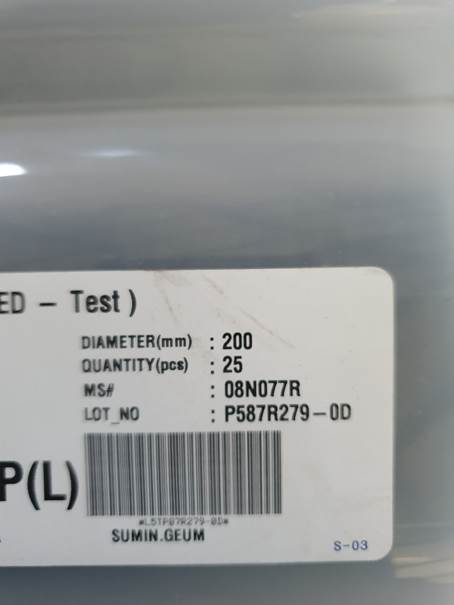 ED - Test )
DIAMETER(mm) : 200
QUANTITY(pcs) : 25
MS# : 08N077R
LOT_NO : P587R279-0D
P(L)
SUMIN.GEUM
S-03